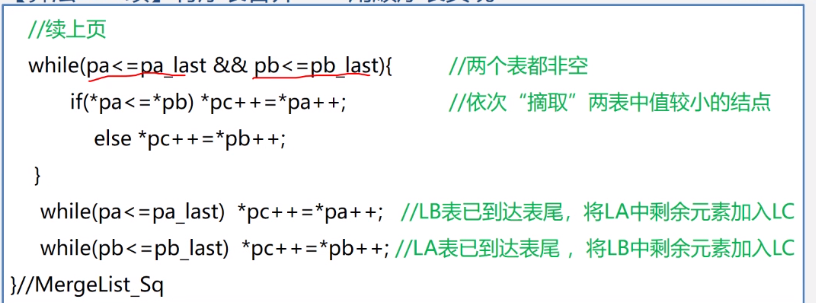 //续上页
while(pa<=pa_last && pb<=pb_last){ //两个表都非空
if(*pa<=*pb) *pc++=*pa++; //依次“摘取”两表中值较小的结点
else *pc++=*pb++;
}
while(pa<=pa_last) *pc++=*pa++; //LB表已到达表尾，将LA中剩余元素加入LC
while(pb<=pb_last) *pc++=*pb++; //LA表已到达表尾 ，将LB中剩余元素加入LC
}//MergeList_Sq